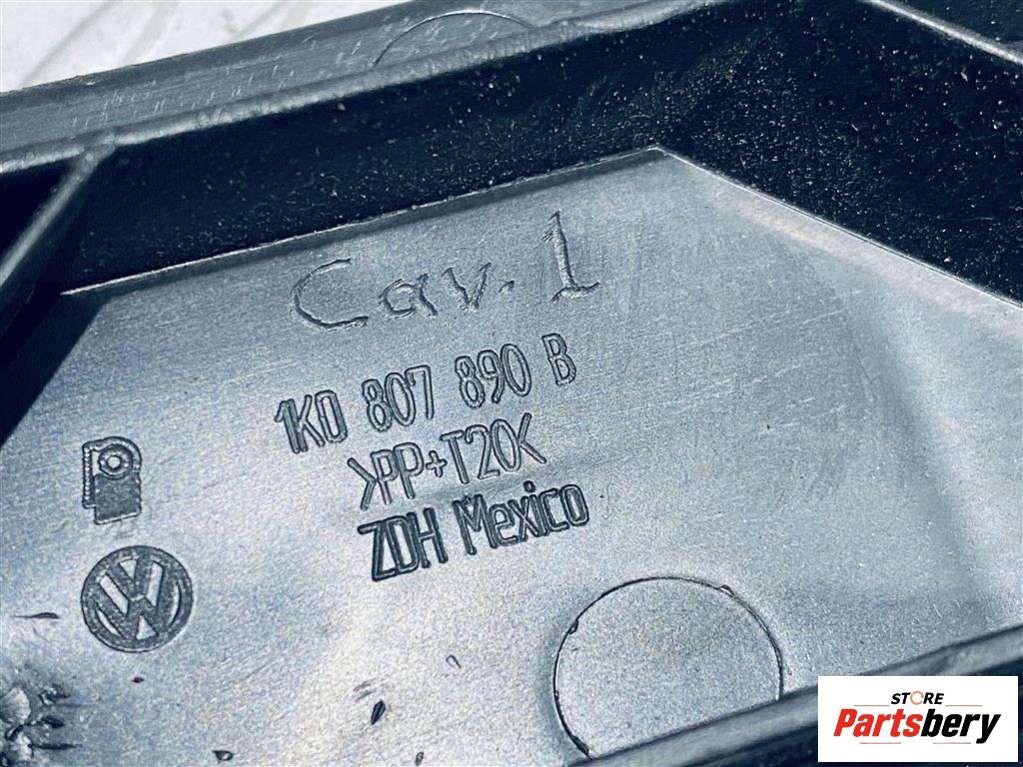 Cav. 1
1K0 807 890 B
>PP+T20<
ZDH Mexico
STORE
Partsbery